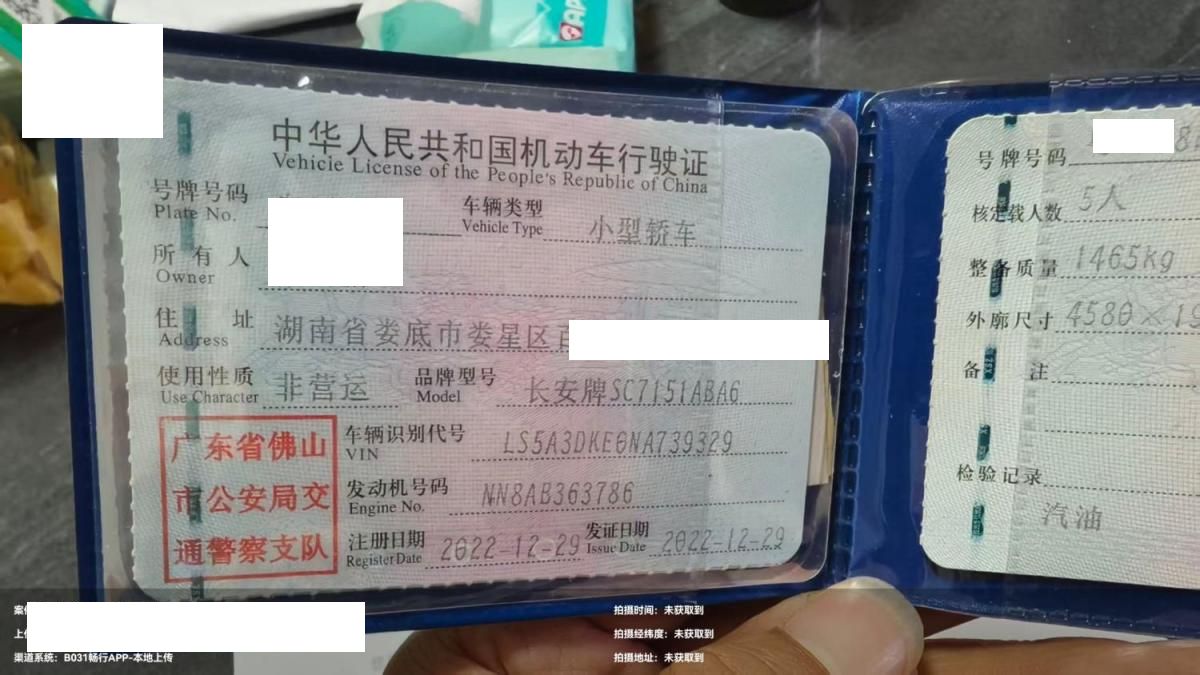 中华人民共和国机动车行驶证
Vehicie License of the People's Republic of China
号牌号码
Plate No.
车辆类型 小型轿车
Vehicle Type
所有人
Owner
住址 湖南省娄底市娄星区
Address
使用性质 非营运
Use Character
品牌型号 长安牌SC7151ABA6
Model
广东省佛山
市公安局交
通警察支队
车辆识别代号 LS5A3DKE0NA739329
VIN
发动机号码 NN8AB363786
Engine No.
注册日期 2022-12-29
Register Date
发证日期 2022-12-29
Issue Date
号牌号码
核定载人数 5人
整备质量 1465kg
外廓尺寸 4580×
备注
检验记录
汽油
渠道系统：B031畅行APP-本地上传
拍摄时间：未获取到
拍摄经纬度：未获取到
拍摄地址：未获取到